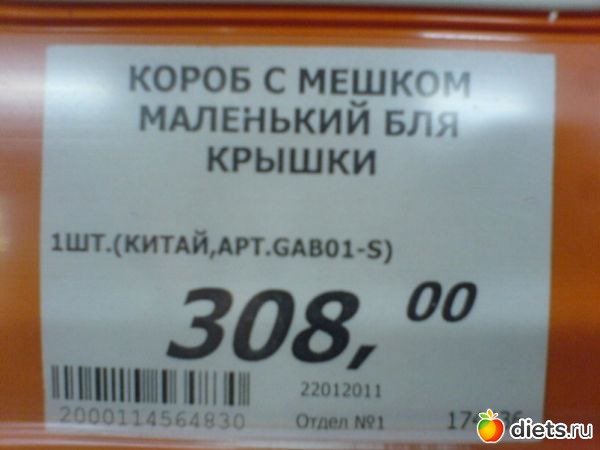 КОРОБ С МЕШКОМ
МАЛЕНЬКИЙ БЛЯ
КРЫШКИ
1ШТ.(КИТАЙ,АРТ.GAB01-S)
308,00
22012011
2000114564830 Отдел №1
diets.ru